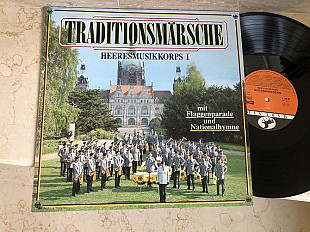 TRADITIONSMÄRSCHE
HEERESMUSIKKORPS 1
mit
Flaggenparade
und
Nationalhymne